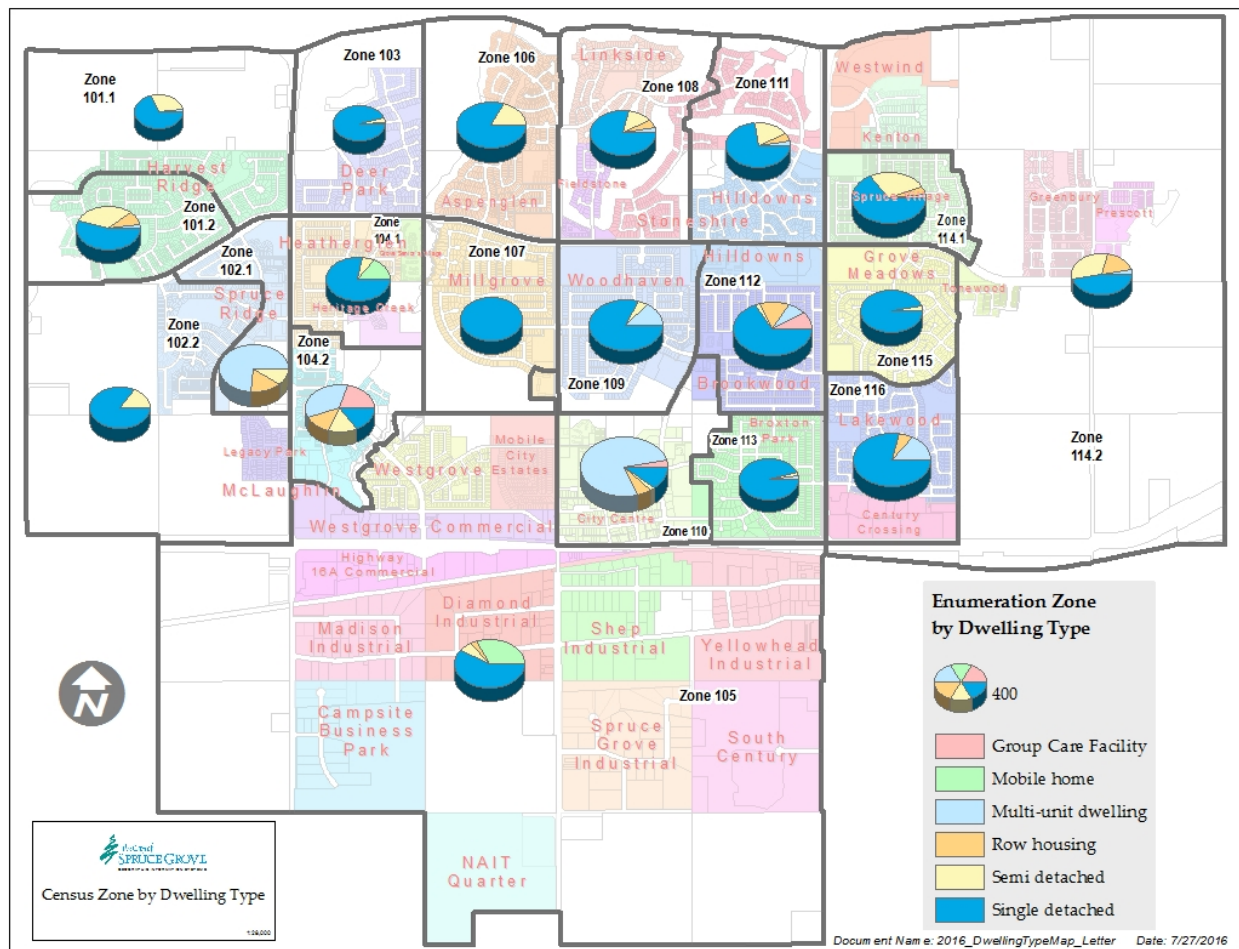 Zone
101.1
Zone 103
Zone 106
Linkside
Zone 108
Zone 111
Westwind
Kenton
Harvest
Ridge
Deer
Park
Aspenglen
Fieldstone
Stoneshire
Hilldowns
Spruce Village
Greenbury
Prescott
Zone
101.2
Zone
114.1
Zone
102.1
Heatherglen
Zone
104.1
Zone 107
Millgrove
Woodhaven
Hilldowns
Zone 112
Grove
Meadows
Tonewood
Spruce
Ridge
Heritage Creek
Zone
102.2
Zone
104.2
Zone 109
Brookwood
Zone 115
Zone 116
Lakewood
Legacy Park
McLaughlin
Westgrove
Mobile
City
Estates
Zone 113
Broxton
Park
Zone
114.2
City Centre
Century
Crossing
Westgrove Commercial
Zone 110
Highway
16A Commercial
Madison
Industrial
Diamond
Industrial
Shep
Industrial
Yellowhead
Industrial
Zone 105
Campsite
Business
Park
Spruce
Grove
Industrial
South
Century
NAIT
Quarter
N
Enumeration Zone
by Dwelling Type
400
Group Care Facility
Mobile home
Multi-unit dwelling
Row housing
Semi detached
Single detached
SPRUCE GROVE
Census Zone by Dwelling Type
Document Name: 2016_DwellingTypeMap_Letter Date: 7/27/2016